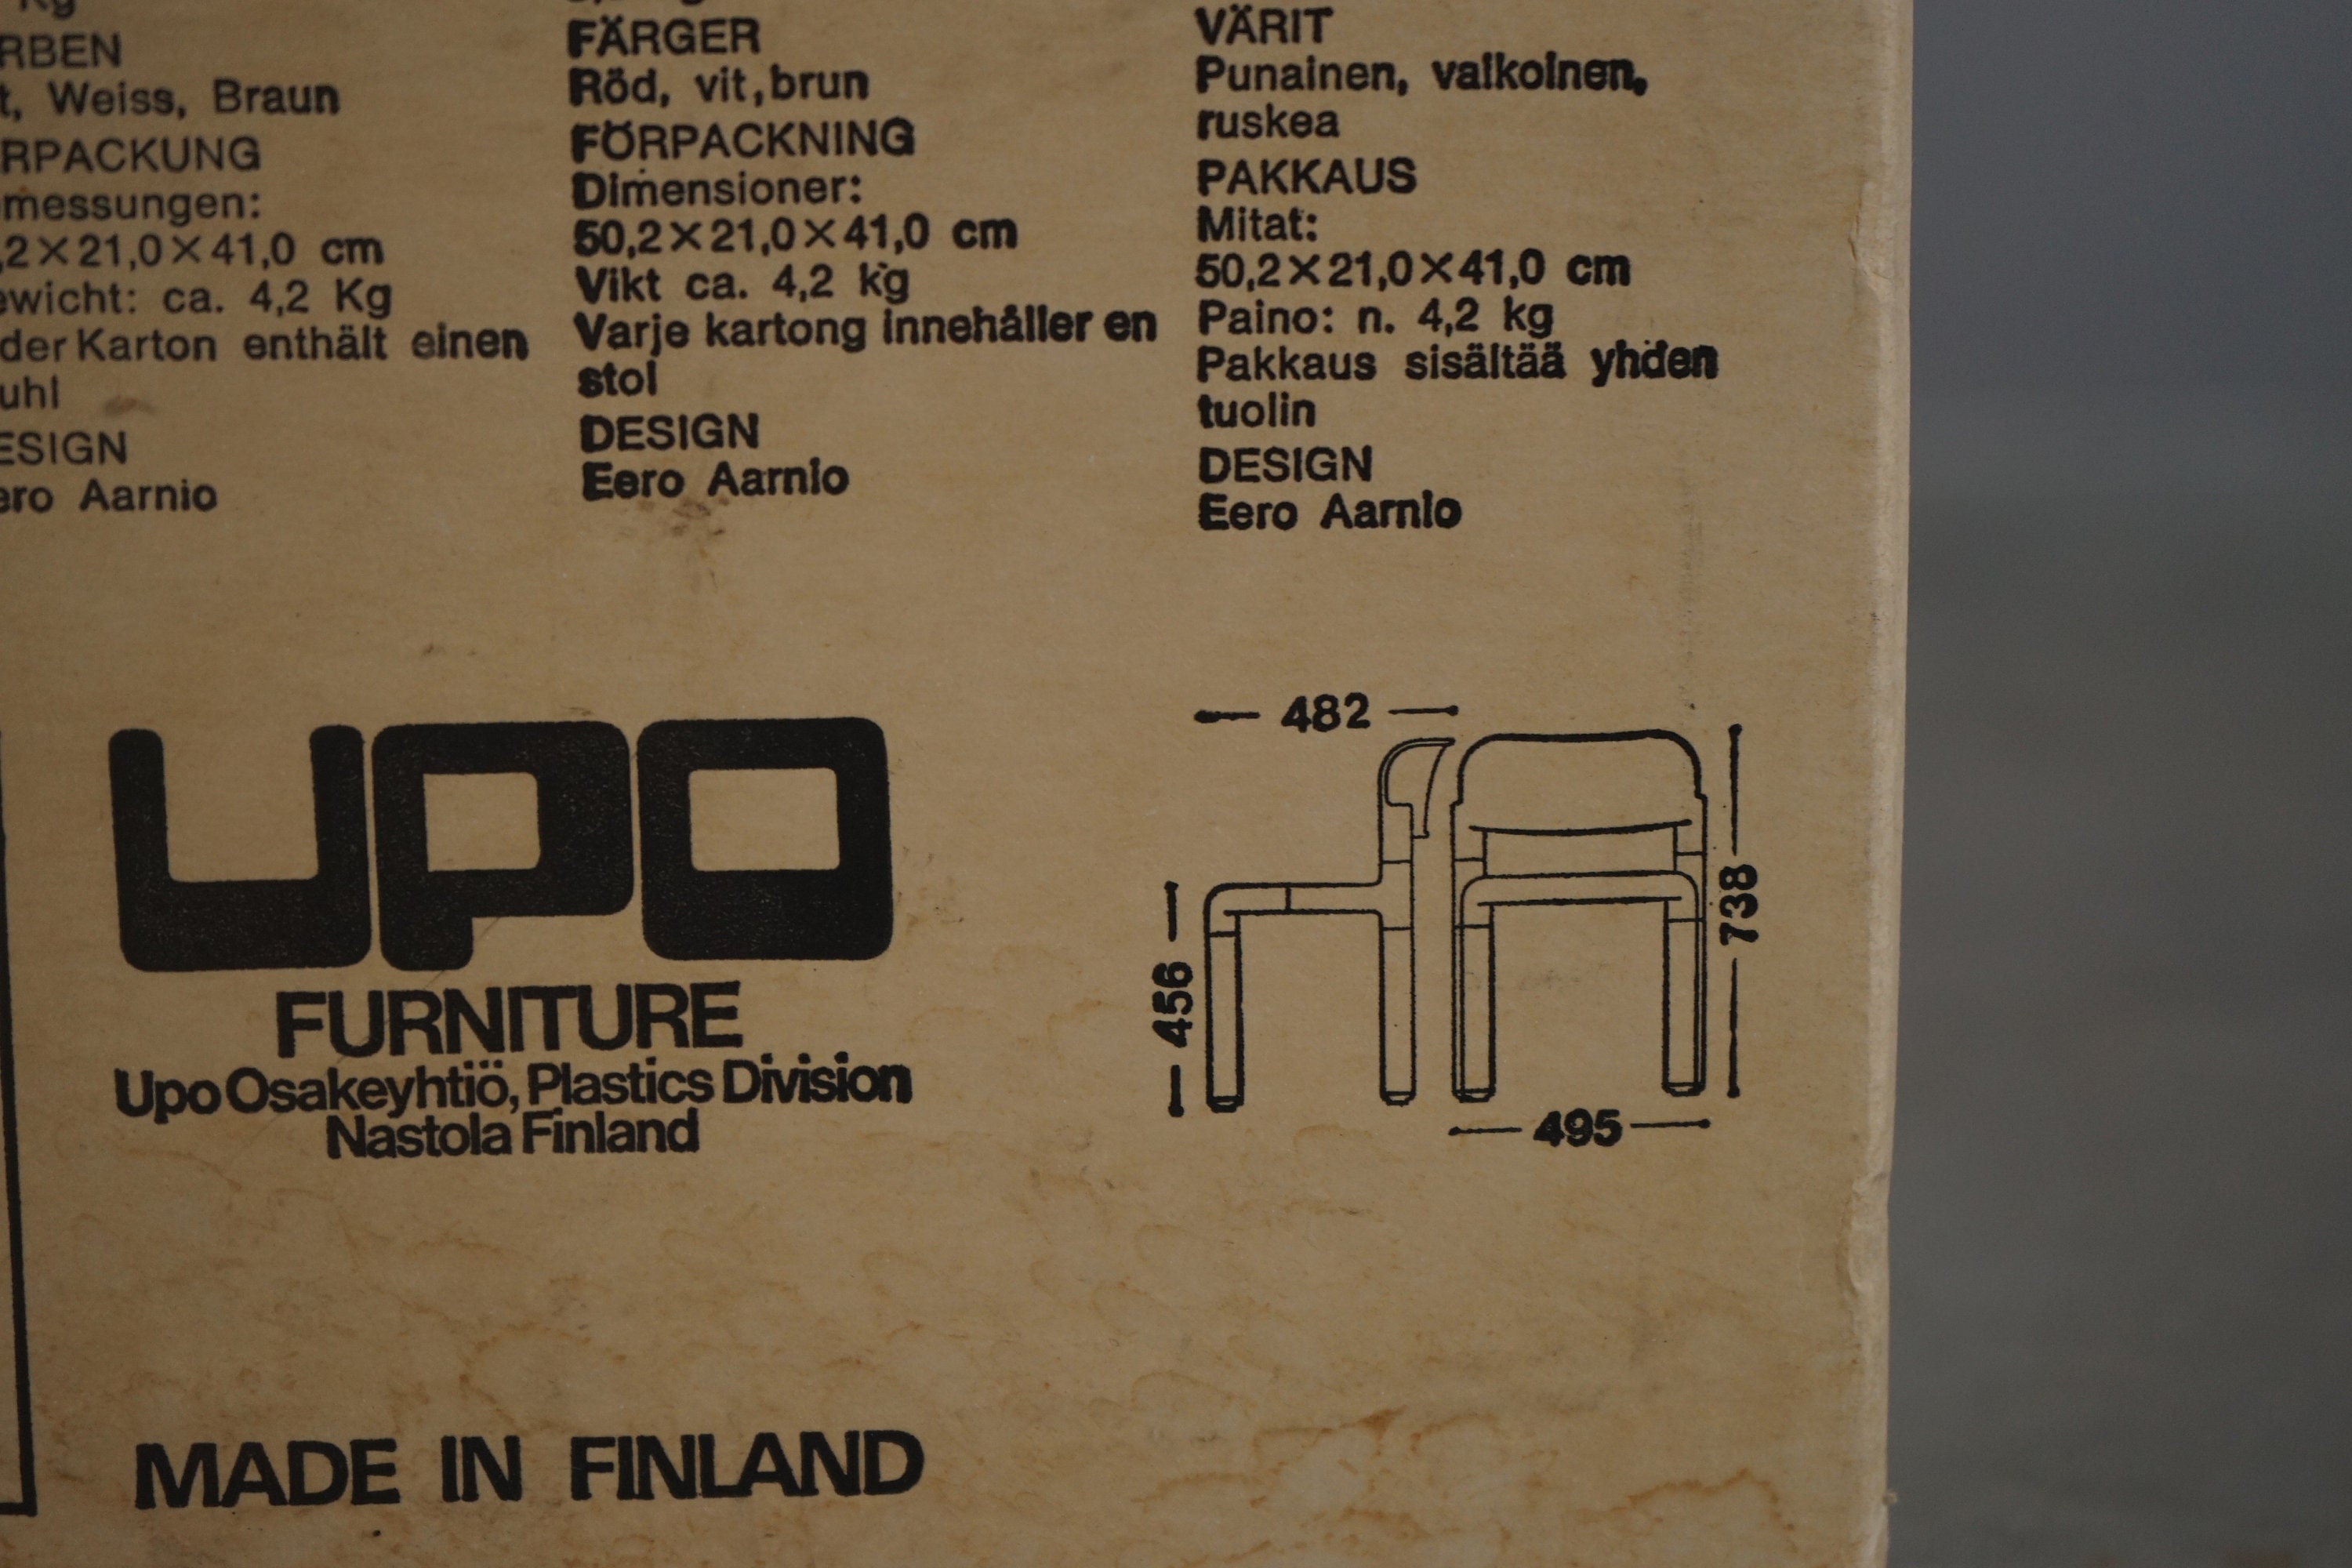 Kg
RBEN
t, Weiss, Braun
RPACKUNG
messungen:
,2×21,0×41,0 cm
ewicht: ca. 4,2 Kg
der Karton enthält einen
uhl
ESIGN
ero Aarnio
FÄRGER
Röd, vit, brun
FÖRPACKNING
Dimensioner:
50,2×21,0×41,0 cm
Vikt ca. 4,2 kg
Varje kartong innehåller en
stol
DESIGN
Eero Aarnio
VÄRIT
Punainen, valkoinen,
ruskea
PAKKAUS
Mitat:
50,2×21,0×41,0 cm
Paino: n. 4,2 kg
Pakkaus sisältää yhden
tuolin
DESIGN
Eero Aarnio
upo
FURNITURE
Upo Osakeyhtiö, Plastics Division
Nastola Finland
482
456
738
495
MADE IN FINLAND